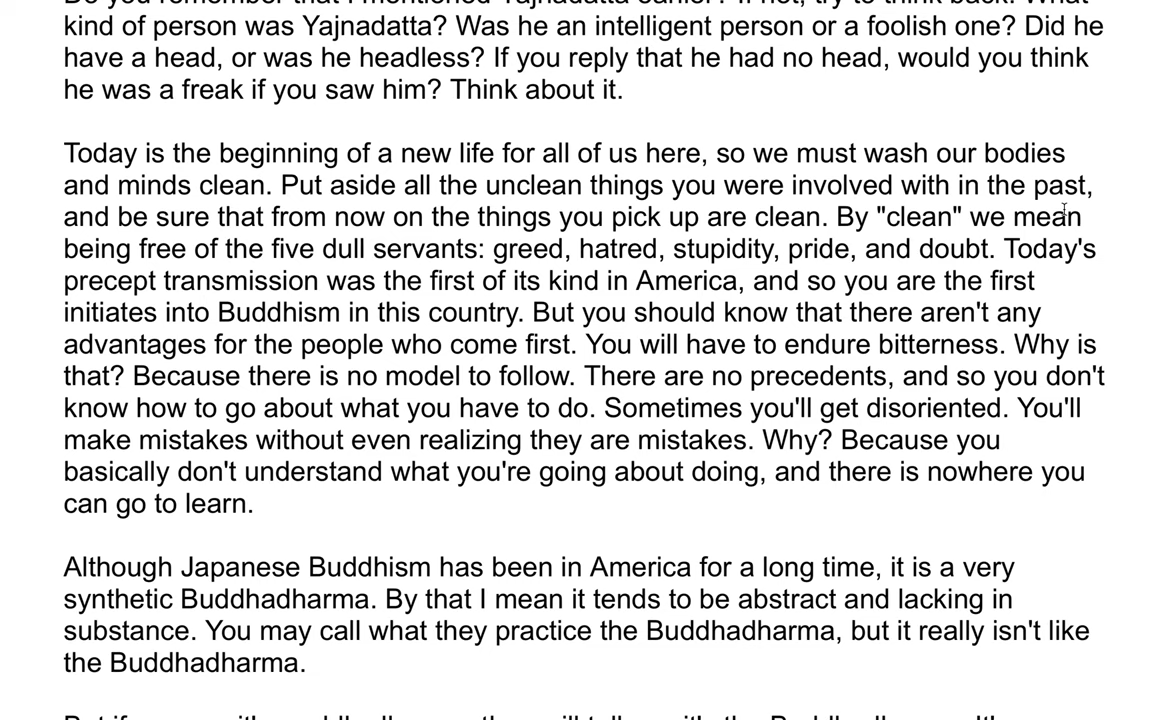 kind of person was Yajnadatta? Was he an intelligent person or a foolish one? Did he
have a head, or was he headless? If you reply that he had no head, would you think
he was a freak if you saw him? Think about it.
Today is the beginning of a new life for all of us here, so we must wash our bodies
and minds clean. Put aside all the unclean things you were involved with in the past,
and be sure that from now on the things you pick up are clean. By "clean" we mean
being free of the five dull servants: greed, hatred, stupidity, pride, and doubt. Today's
precept transmission was the first of its kind in America, and so you are the first
initiates into Buddhism in this country. But you should know that there aren't any
advantages for the people who come first. You will have to endure bitterness. Why is
that? Because there is no model to follow. There are no precedents, and so you don't
know how to go about what you have to do. Sometimes you'll get disoriented. You'll
make mistakes without even realizing they are mistakes. Why? Because you
basically don't understand what you're going about doing, and there is nowhere you
can go to learn.
Although Japanese Buddhism has been in America for a long time, it is a very
synthetic Buddhadharma. By that I mean it tends to be abstract and lacking in
substance. You may call what they practice the Buddhadharma, but it really isn't like
the Buddhadharma.